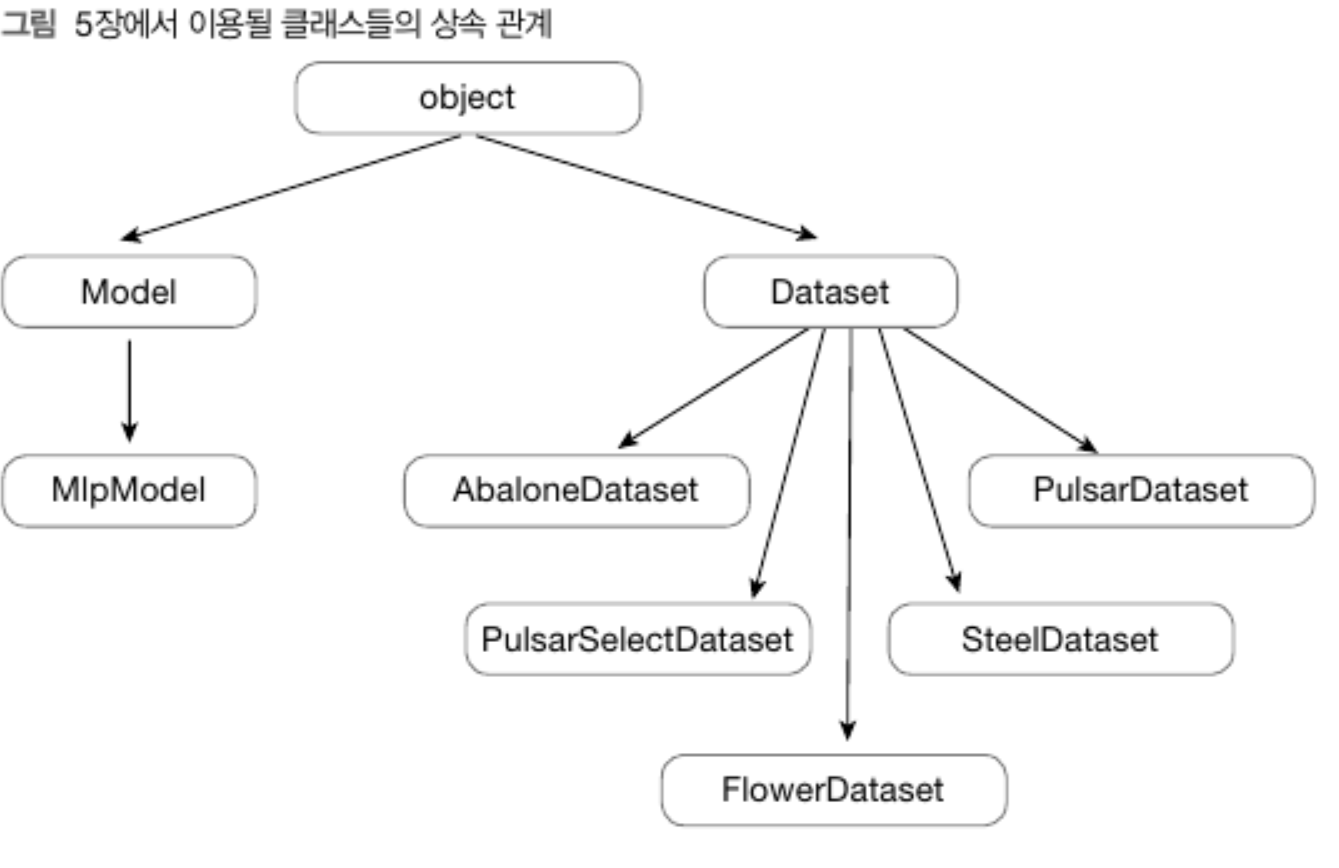 그림 5장에서 이용될 클래스들의 상속 관계
object
Model
Dataset
MlpModel
AbaloneDataset
PulsarDataset
PulsarSelectDataset
SteelDataset
FlowerDataset